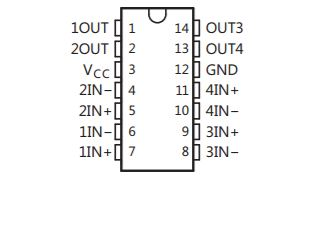 1OUT 1 14 OUT3
2OUT 2 13 OUT4
VCC 3 12 GND
2IN− 4 11 4IN+
2IN+ 5 10 4IN−
1IN− 6 9 3IN+
1IN+ 7 8 3IN−